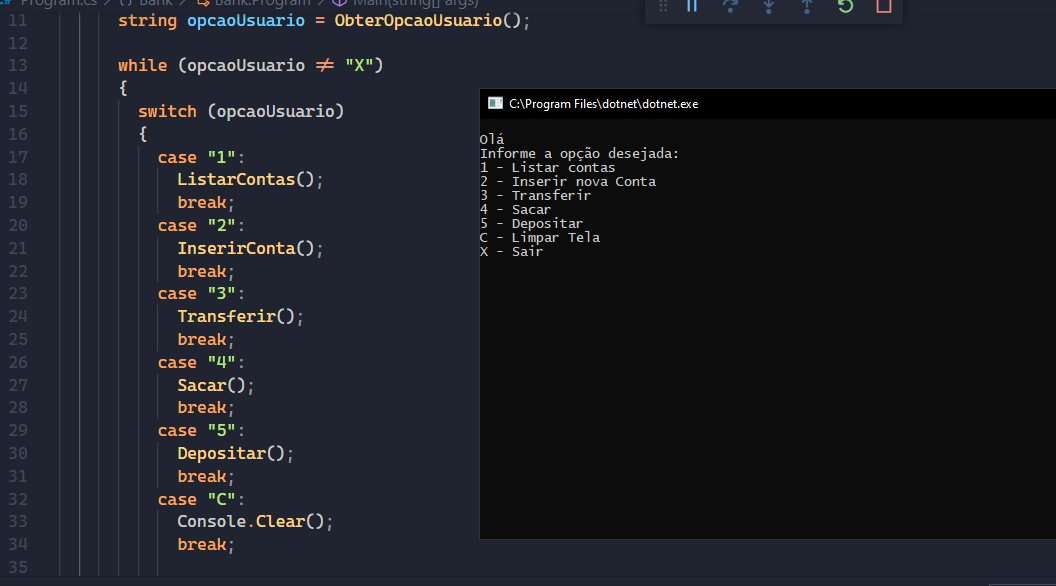 Program.cs > {} Bank > Bank.Program > Main(string[] args)
11 string opcaoUsuario = ObterOpcaoUsuario();
12
13 while (opcaoUsuario != "X")
14 {
15 switch (opcaoUsuario)
16 {
17 case "1":
18 ListarContas();
19 break;
20 case "2":
21 InserirConta();
22 break;
23 case "3":
24 Transferir();
25 break;
26 case "4":
27 Sacar();
28 break;
29 case "5":
30 Depositar();
31 break;
32 case "C":
33 Console.Clear();
34 break;
35
C:\Program Files\dotnet\dotnet.exe
Olá
Informe a opção desejada:
1 - Listar contas
2 - Inserir nova Conta
3 - Transferir
4 - Sacar
5 - Depositar
C - Limpar Tela
X - Sair